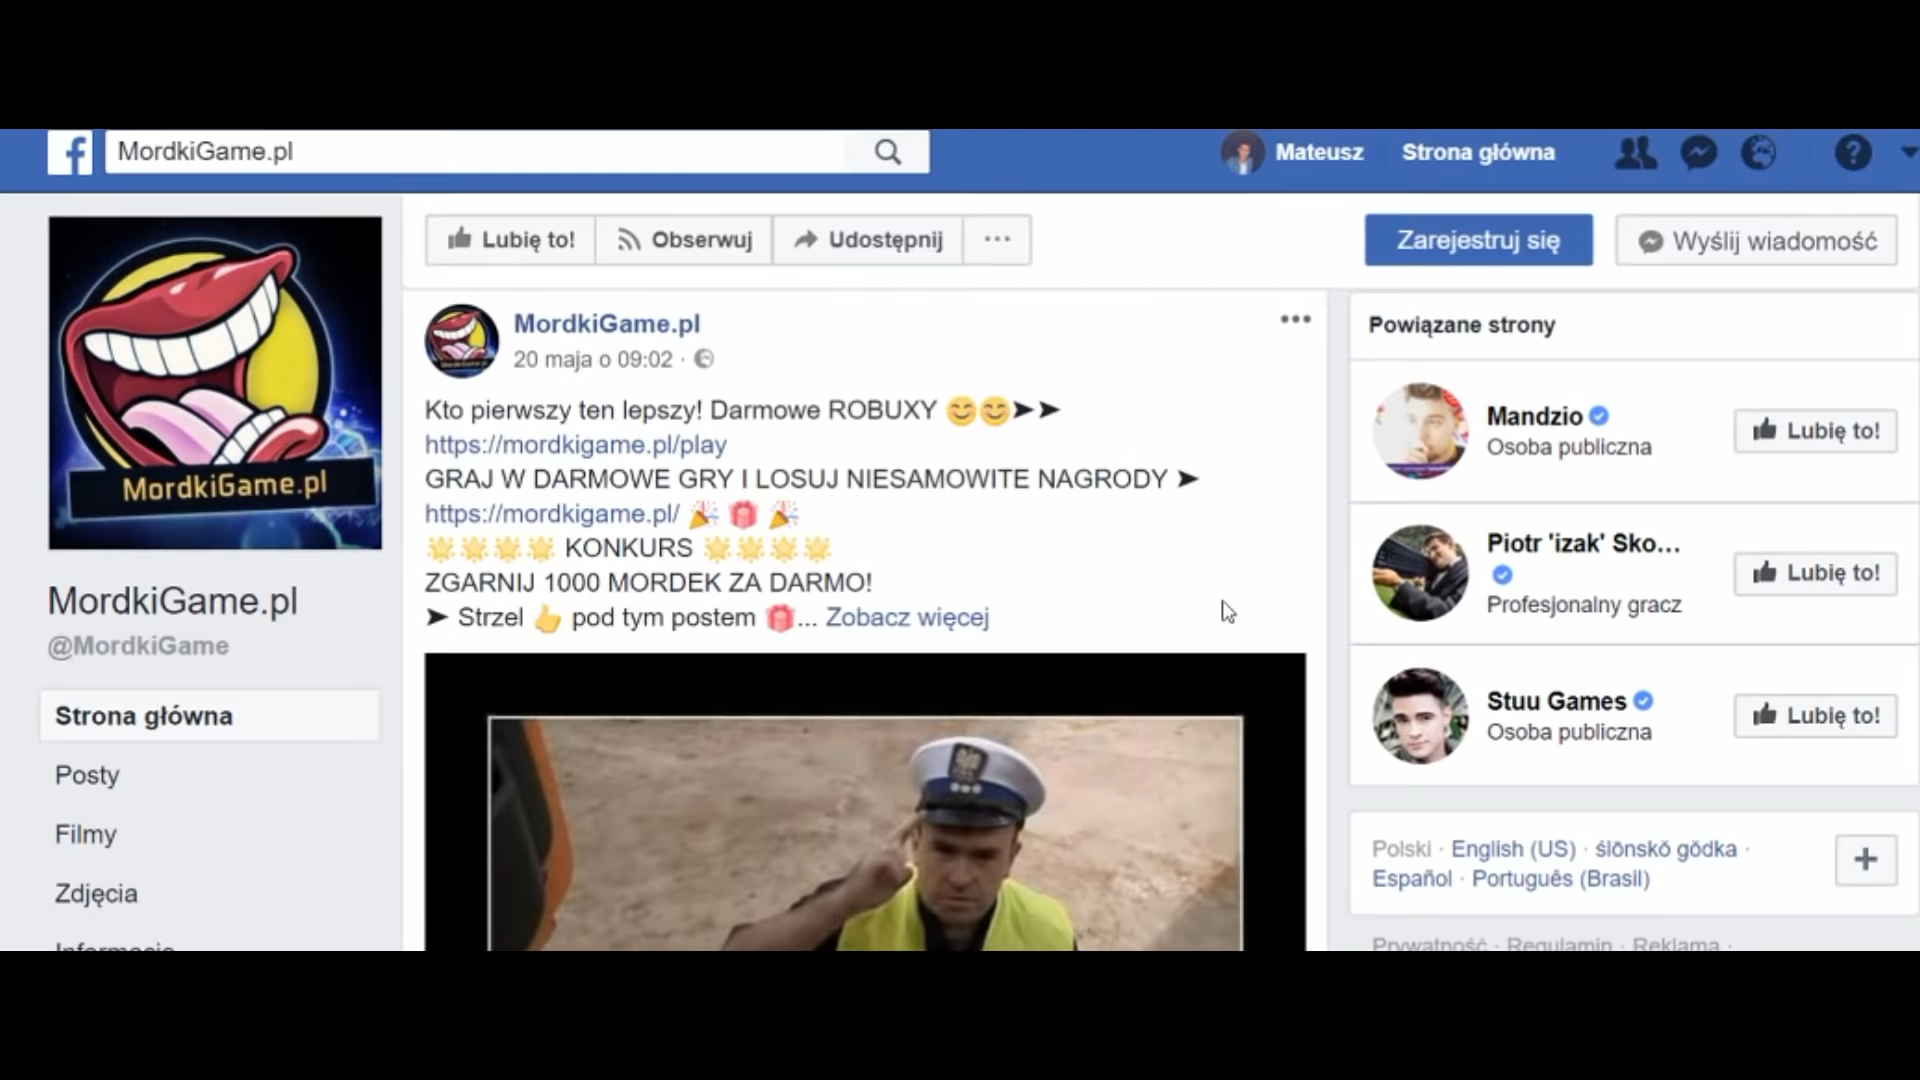 MordkiGame.pl
Mateusz
Strona główna
MordkiGame.pl
MordkiGame.pl
@MordkiGame
Strona główna
Posty
Filmy
Zdjęcia
Informacje
Lubię to!
Obserwuj
Udostępnij
Zarejestruj się
Wyślij wiadomość
MordkiGame.pl
20 maja o 09:02 ·
Kto pierwszy ten lepszy! Darmowe ROBUXY 😊😊➤➤
https://mordkigame.pl/play
GRAJ W DARMOWE GRY I LOSUJ NIESAMOWITE NAGRODY ➤
https://mordkigame.pl/ 🎉 🎁 🎉
🌟🌟🌟🌟 KONKURS 🌟🌟🌟🌟
ZGARNIJ 1000 MORDEK ZA DARMO!
➤ Strzel 👍 pod tym postem 🎁... Zobacz więcej
Powiązane strony
Mandzio
Osoba publiczna
Lubię to!
Piotr 'izak' Sko...
Profesjonalny gracz
Lubię to!
Stuu Games
Osoba publiczna
Lubię to!
Polski · English (US) · ślōnskŏ gŏdka ·
Español · Português (Brasil)
Prywatność · Regulamin · Reklama ·